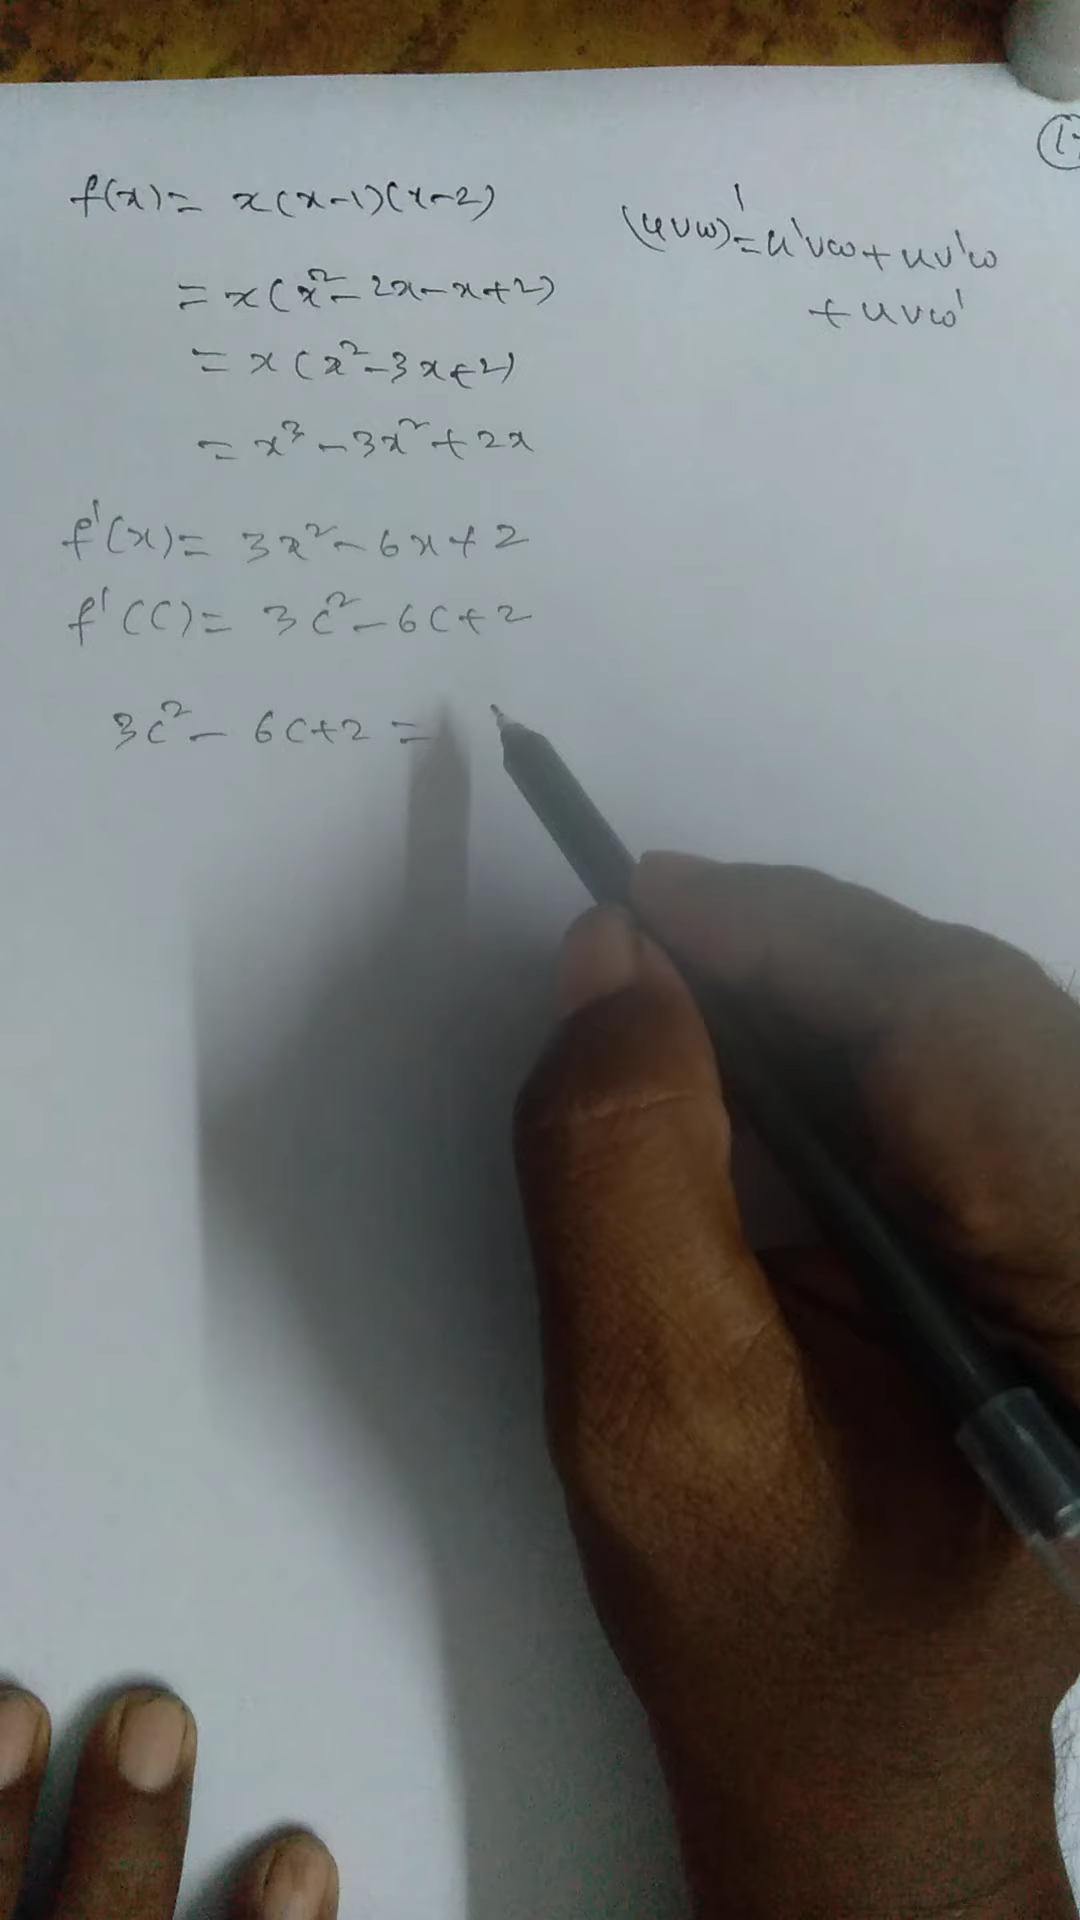 f(x) = x(x-1)(x-2)
= x(x²-2x-x+2)
= x(x²-3x+2)
= x³-3x²+2x
f'(x) = 3x²-6x+2
f'(c) = 3c²-6c+2
3c²-6c+2 =
(uvw)' = u'vw+uv'w
+uvw'